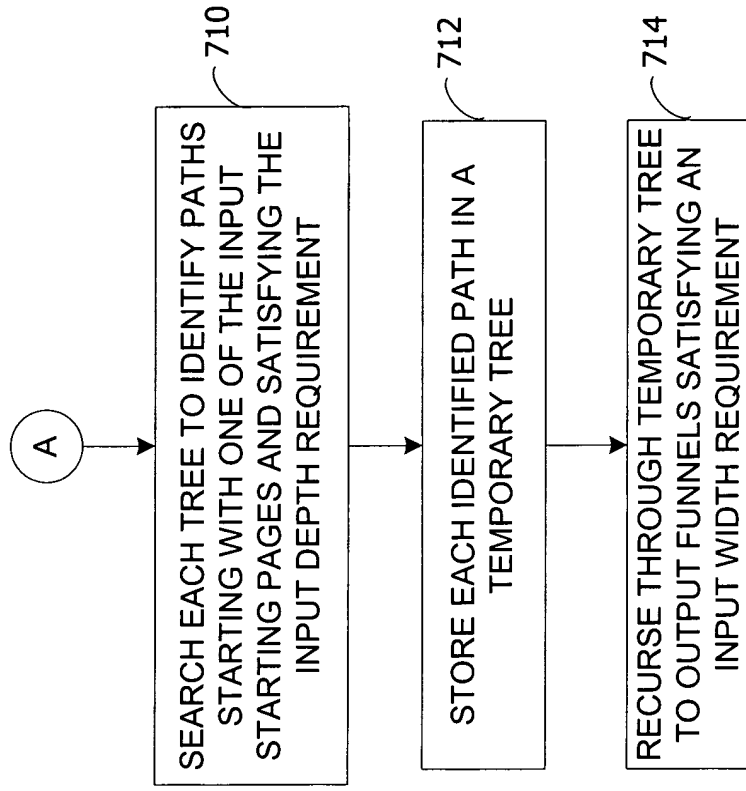 A
SEARCH EACH TREE TO IDENTIFY PATHS
STARTING WITH ONE OF THE INPUT
STARTING PAGES AND SATISFYING THE
INPUT DEPTH REQUIREMENT
710
STORE EACH IDENTIFIED PATH IN A
TEMPORARY TREE
712
RECURSE THROUGH TEMPORARY TREE
TO OUTPUT FUNNELS SATISFYING AN
INPUT WIDTH REQUIREMENT
714